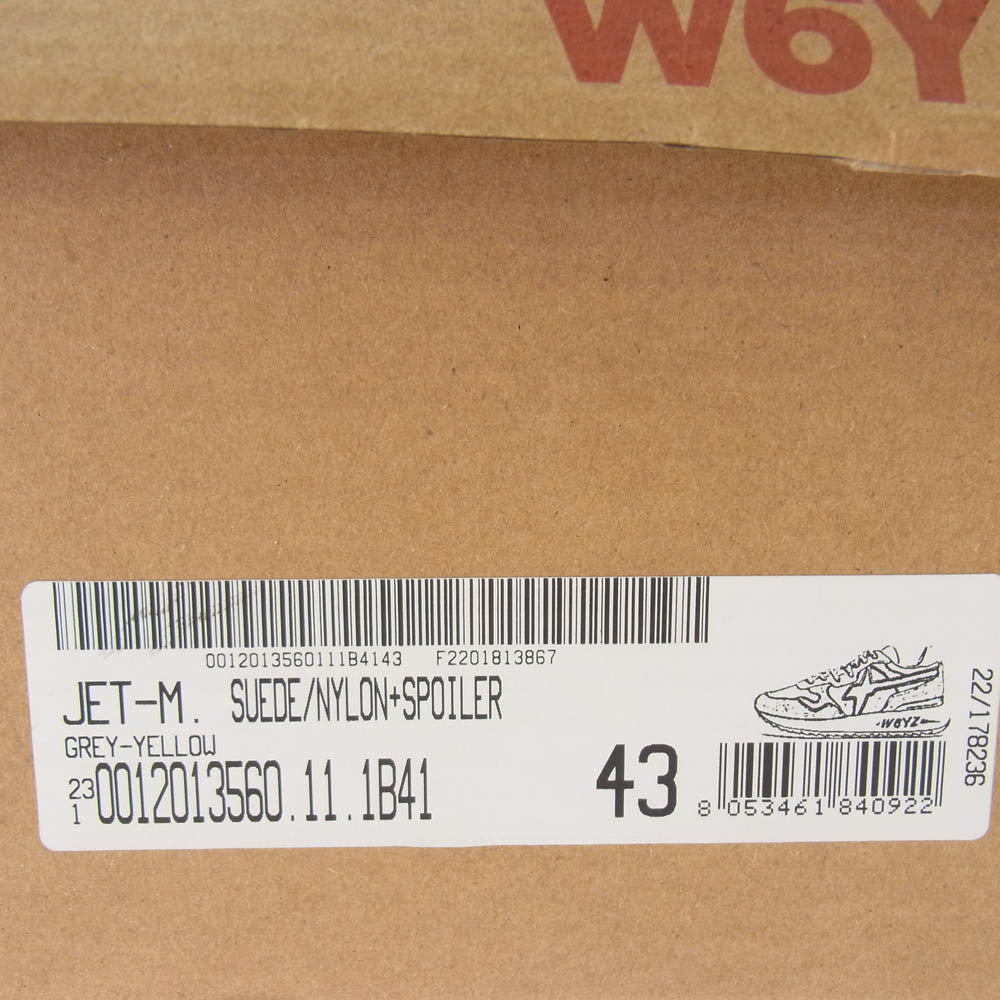 W6Y
0012013560111B4143 F2201813867
JET-M. SUEDE/NYLON+SPOILER
GREY-YELLOW
23
1 0012013560.11.1B41
43
W6YZ
8 053461 840922
22/178236